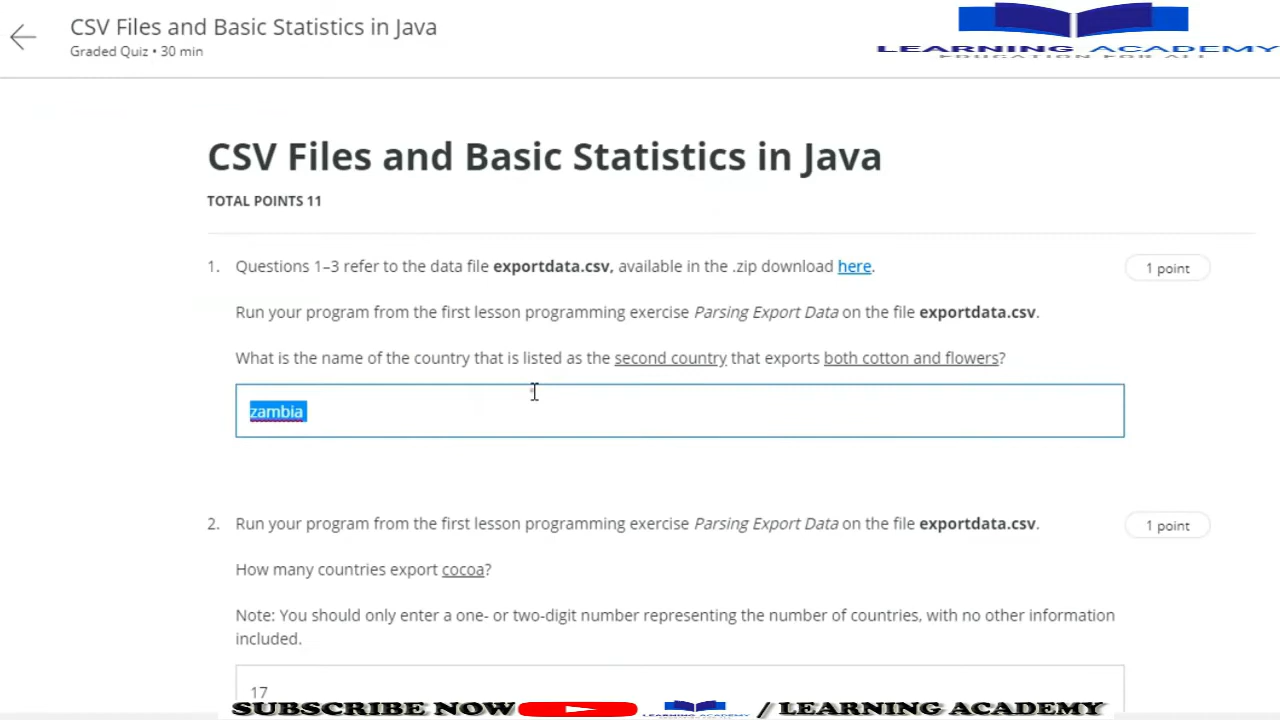 CSV Files and Basic Statistics in Java
Graded Quiz • 30 min
LEARNING ACADEMY
EDUCATION FOR ALL
CSV Files and Basic Statistics in Java
TOTAL POINTS 11
1. Questions 1–3 refer to the data file exportdata.csv, available in the .zip download here.
1 point
Run your program from the first lesson programming exercise Parsing Export Data on the file exportdata.csv.
What is the name of the country that is listed as the second country that exports both cotton and flowers?
zambia
2. Run your program from the first lesson programming exercise Parsing Export Data on the file exportdata.csv.
1 point
How many countries export cocoa?
Note: You should only enter a one- or two-digit number representing the number of countries, with no other information
included.
17
SUBSCRIBE NOW / LEARNING ACADEMY